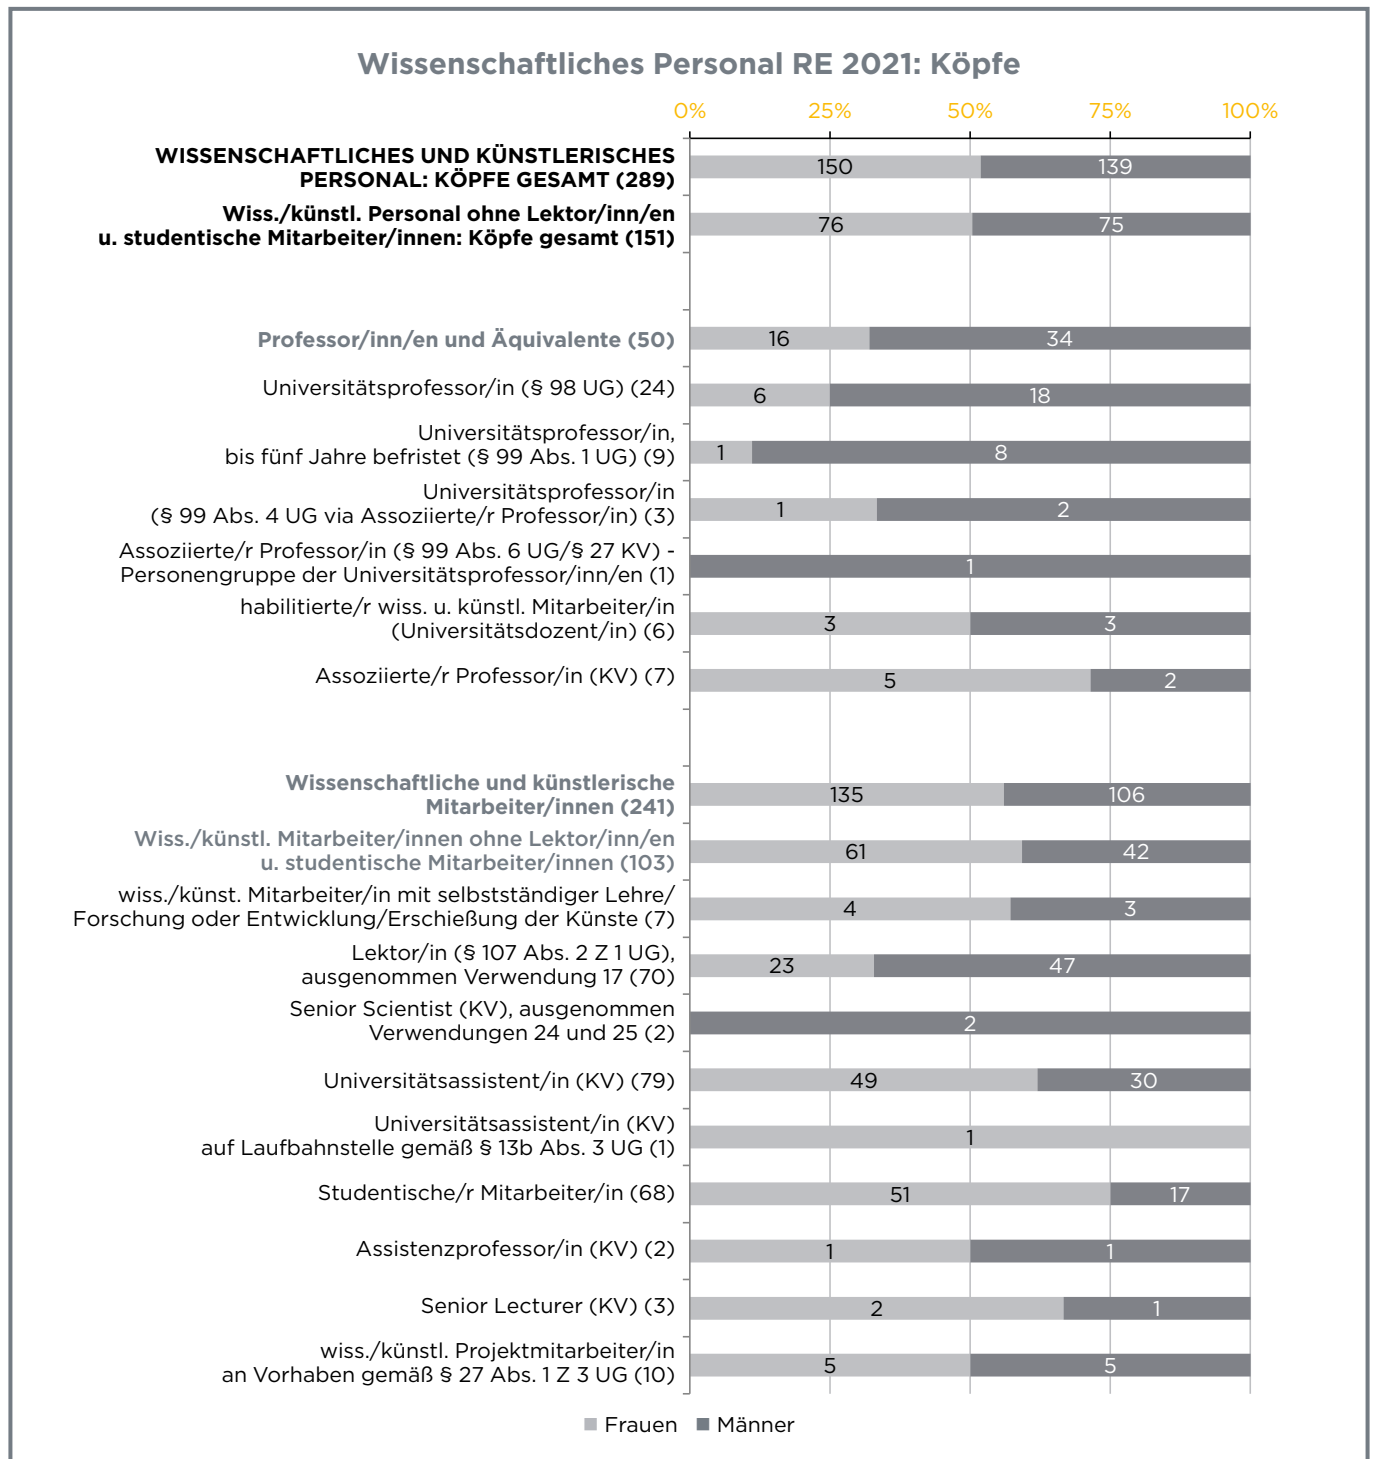 Wissenschaftliches Personal RE 2021: Köpfe
0% 25% 50% 75% 100%
WISSENSCHAFTLICHES UND KÜNSTLERISCHES
PERSONAL: KÖPFE GESAMT (289)
150 139
Wiss./künstl. Personal ohne Lektor/inn/en
u. studentische Mitarbeiter/innen: Köpfe gesamt (151)
76 75
Professor/inn/en und Äquivalente (50)
16 34
Universitätsprofessor/in (§ 98 UG) (24)
6 18
Universitätsprofessor/in,
bis fünf Jahre befristet (§ 99 Abs. 1 UG) (9)
1 8
Universitätsprofessor/in
(§ 99 Abs. 4 UG via Assoziierte/r Professor/in) (3)
1 2
Assoziierte/r Professor/in (§ 99 Abs. 6 UG/§ 27 KV) -
Personengruppe der Universitätsprofessor/inn/en (1)
1
habilitierte/r wiss. u. künstl. Mitarbeiter/in
(Universitätsdozent/in) (6)
3 3
Assoziierte/r Professor/in (KV) (7)
5 2
Wissenschaftliche und künstlerische
Mitarbeiter/innen (241)
135 106
Wiss./künstl. Mitarbeiter/innen ohne Lektor/inn/en
u. studentische Mitarbeiter/innen (103)
61 42
wiss./künst. Mitarbeiter/in mit selbstständiger Lehre/
Forschung oder Entwicklung/Erschießung der Künste (7)
4 3
Lektor/in (§ 107 Abs. 2 Z 1 UG),
ausgenommen Verwendung 17 (70)
23 47
Senior Scientist (KV), ausgenommen
Verwendungen 24 und 25 (2)
2
Universitätsassistent/in (KV) (79)
49 30
Universitätsassistent/in (KV)
auf Laufbahnstelle gemäß § 13b Abs. 3 UG (1)
1
Studentische/r Mitarbeiter/in (68)
51 17
Assistenzprofessor/in (KV) (2)
1 1
Senior Lecturer (KV) (3)
2 1
wiss./künstl. Projektmitarbeiter/in
an Vorhaben gemäß § 27 Abs. 1 Z 3 UG (10)
5 5
Frauen Männer